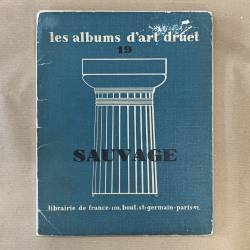 les albums d'art druet
19
SAUVAGE
librairie de france-110, boul. st-germain-paris-vi.